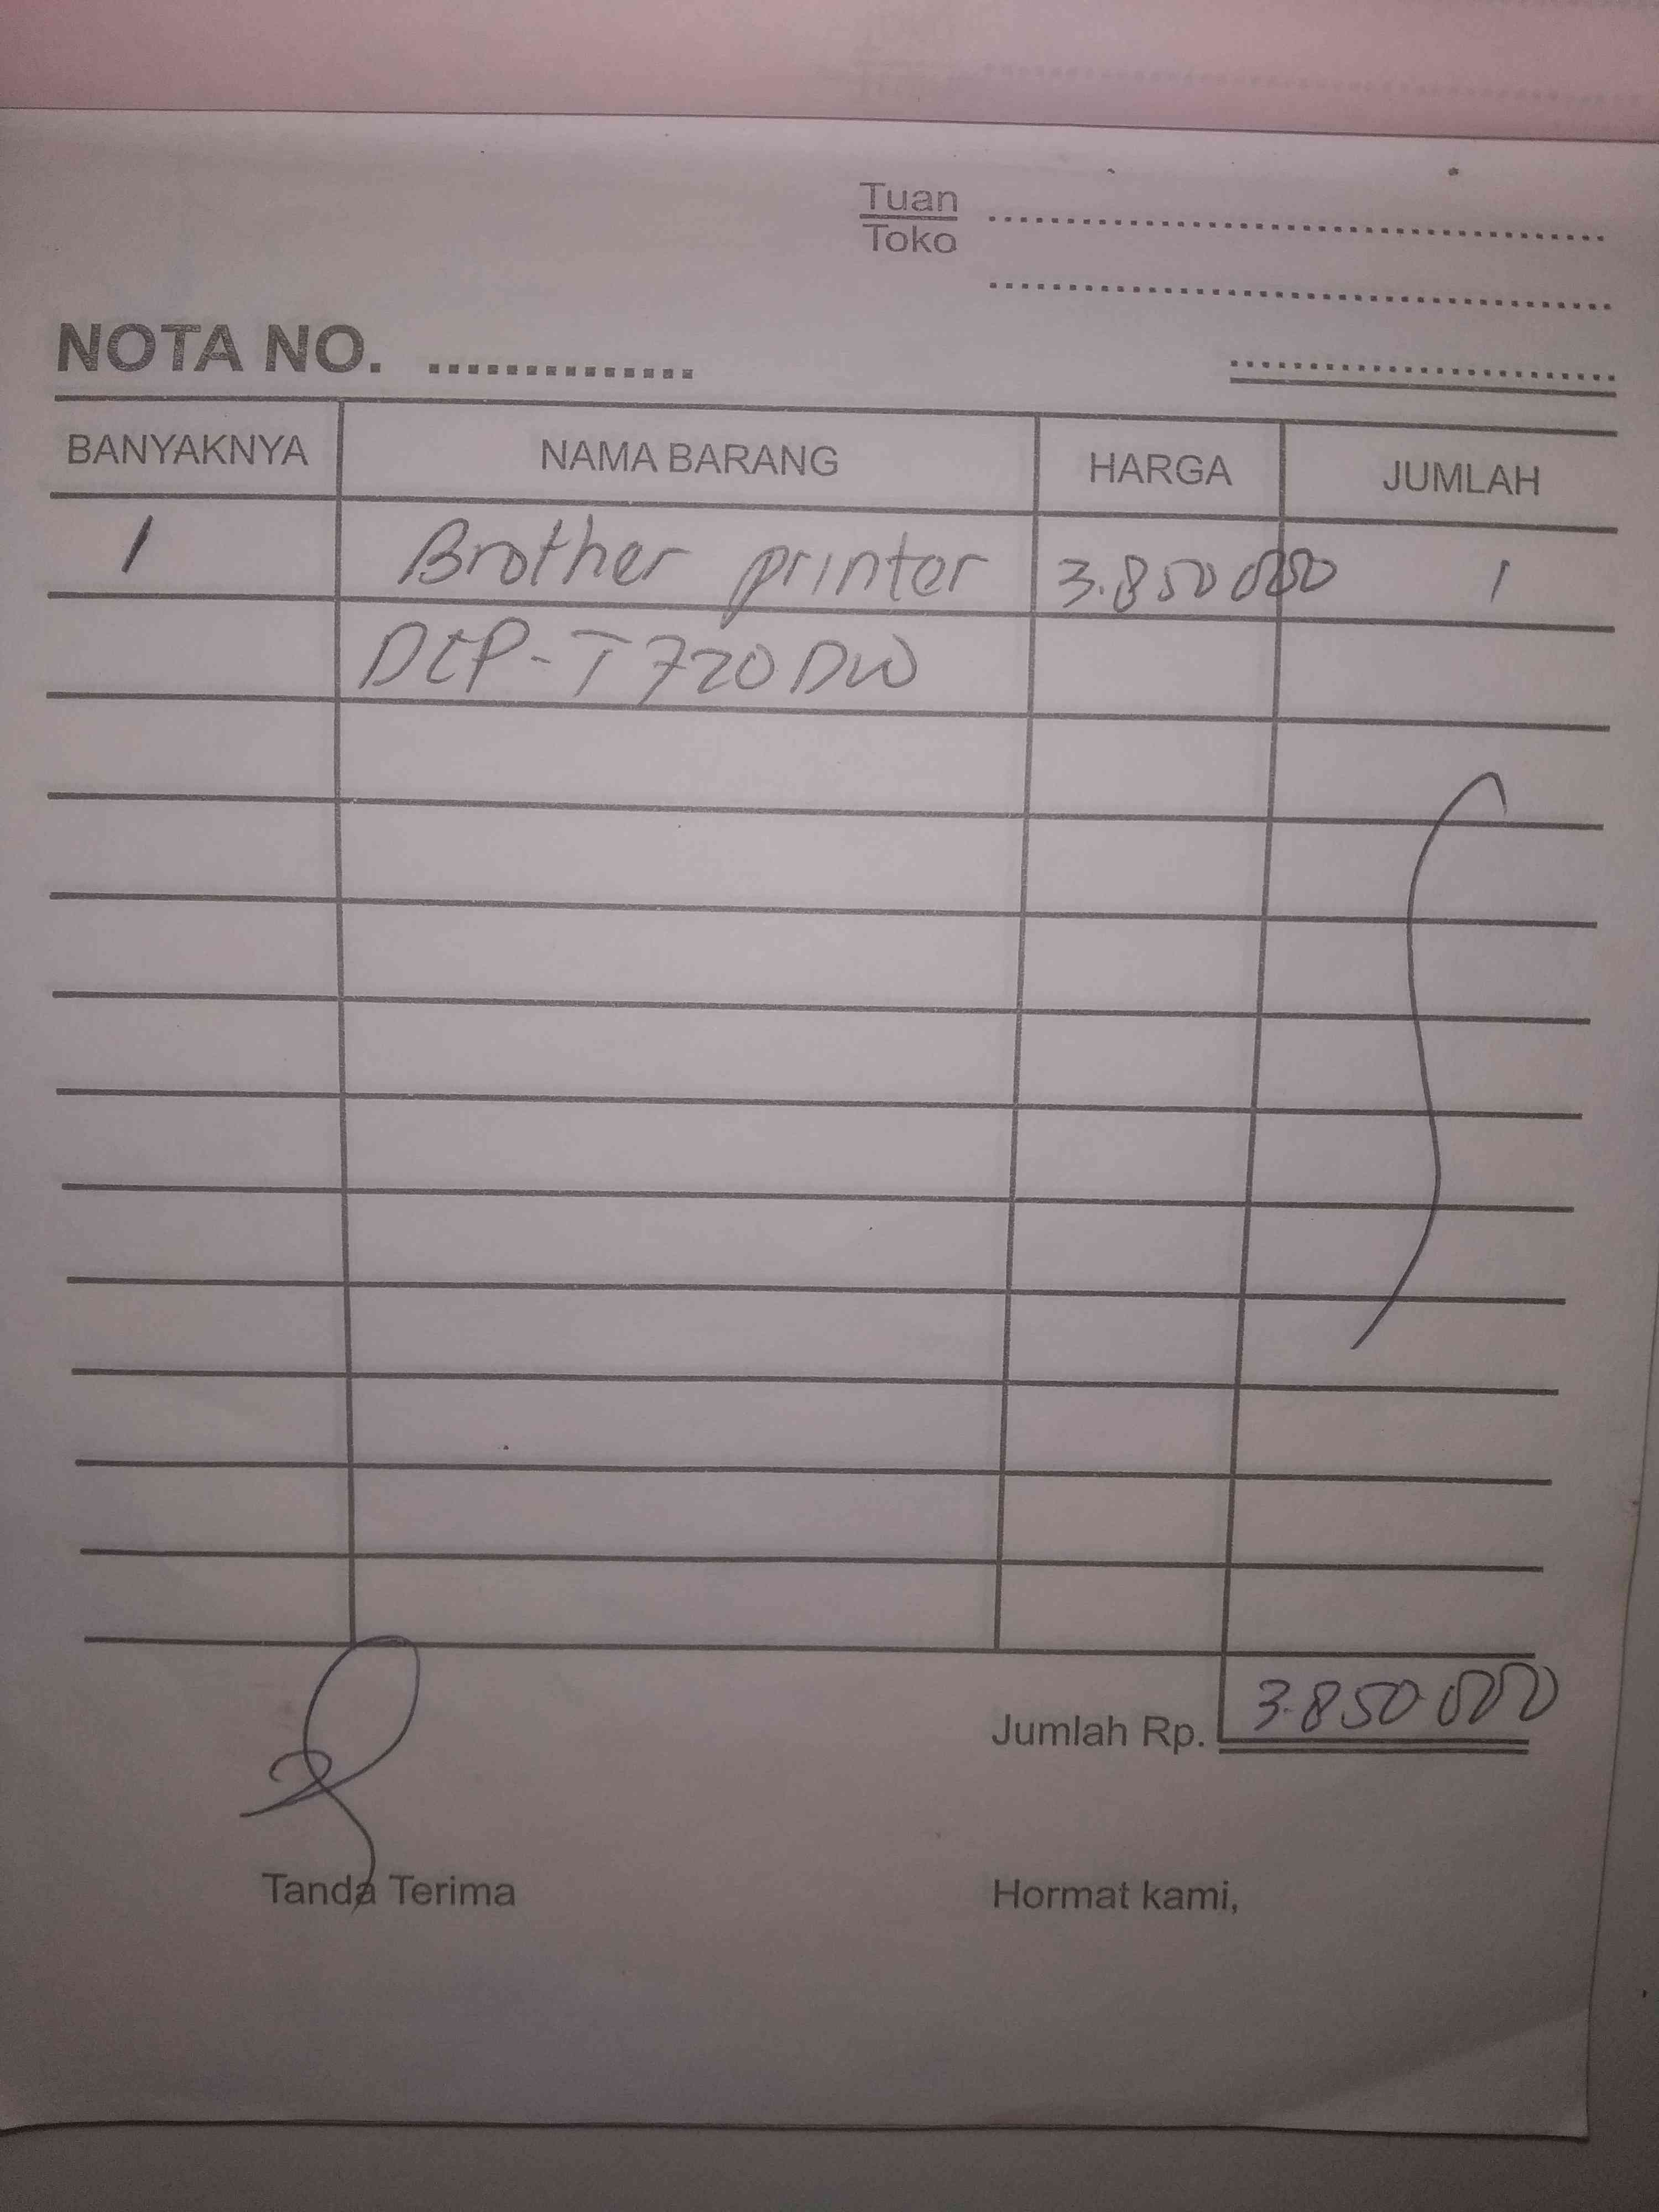 Tuan
Toko
NOTA NO.
BANYAKNYA NAMA BARANG HARGA JUMLAH
1 Brother printer 3.850 000 1
DCP-T720DW
Jumlah Rp. 3.850.000
Tanda Terima Hormat kami,